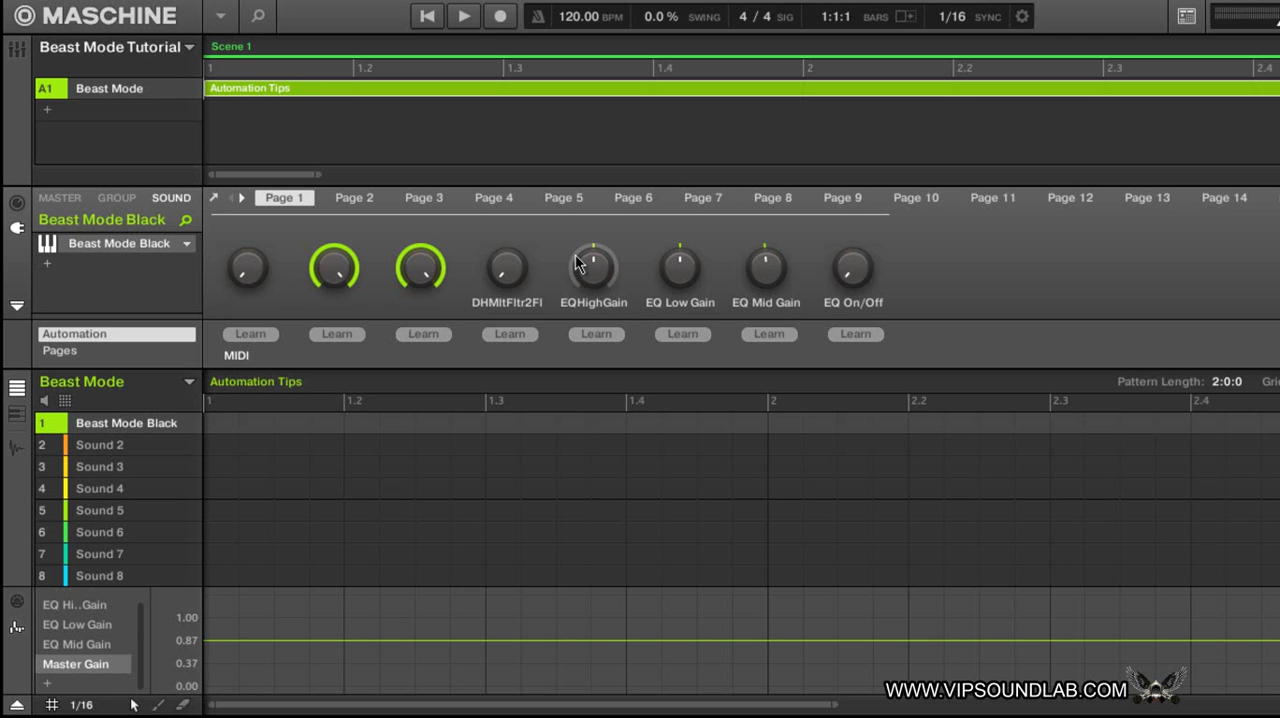 MASCHINE
120.00 BPM 0.0% SWING 4 / 4 SIG 1:1:1 BARS 1/16 SYNC
Beast Mode Tutorial
Scene 1
1 1.2 1.3 1.4 2 2.2 2.3 2.4
A1 Beast Mode
Automation Tips
+
MASTER GROUP SOUND
Page 1 Page 2 Page 3 Page 4 Page 5 Page 6 Page 7 Page 8 Page 9 Page 10 Page 11 Page 12 Page 13 Page 14
Beast Mode Black
Beast Mode Black
+
DHMltFltr2Fl EQHighGain EQ Low Gain EQ Mid Gain EQ On/Off
Automation
Pages
Learn Learn Learn Learn Learn Learn Learn Learn
MIDI
Beast Mode
Automation Tips
Pattern Length: 2:0:0 Gri
1 1.2 1.3 1.4 2 2.2 2.3 2.4
1 Beast Mode Black
2 Sound 2
3 Sound 3
4 Sound 4
5 Sound 5
6 Sound 6
7 Sound 7
8 Sound 8
EQ Hi..Gain
EQ Low Gain
EQ Mid Gain
Master Gain
+
1.00
0.87
0.37
0.00
1/16
WWW.VIPSOUNDLAB.COM